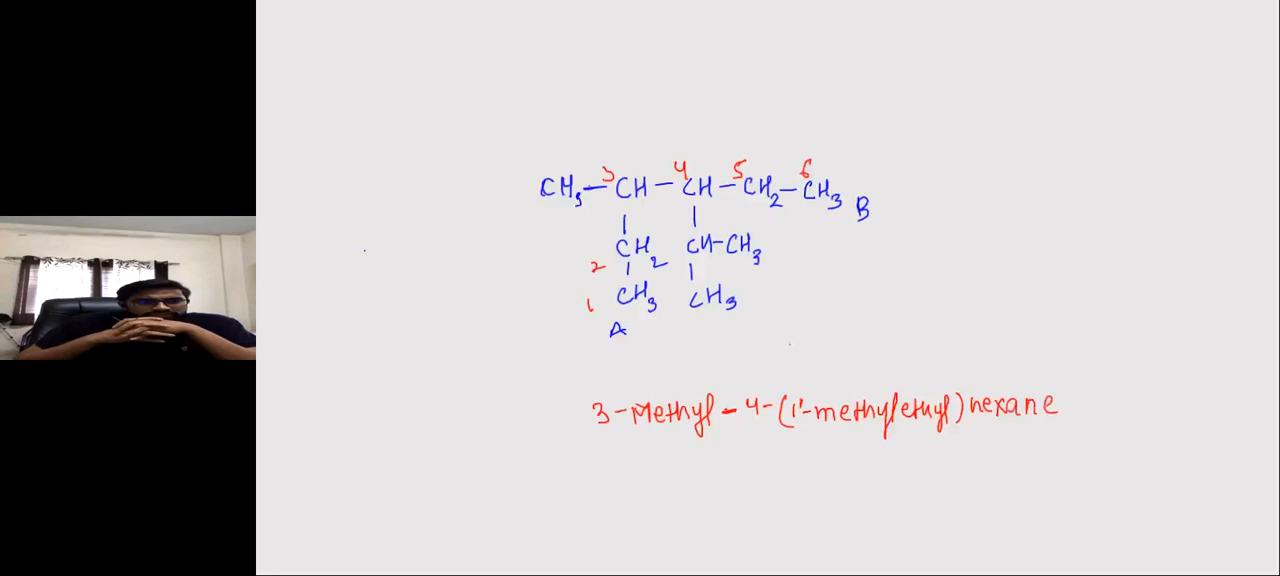 3 4 5 6
CH3-CH-CH-CH2-CH3 B
CH2 CH-CH3
2
1 CH3 CH3
A
3-Methyl-4-(1'-methylethyl)hexane